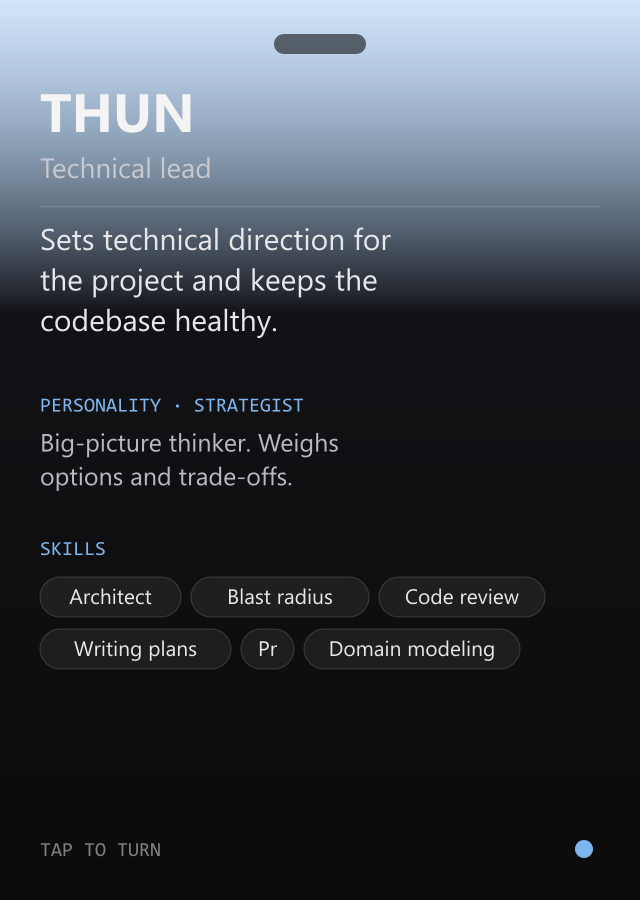 THUN
Technical lead
Sets technical direction for
the project and keeps the
codebase healthy.
PERSONALITY · STRATEGIST
Big-picture thinker. Weighs
options and trade-offs.
SKILLS
Architect Blast radius Code review
Writing plans Pr Domain modeling
TAP TO TURN